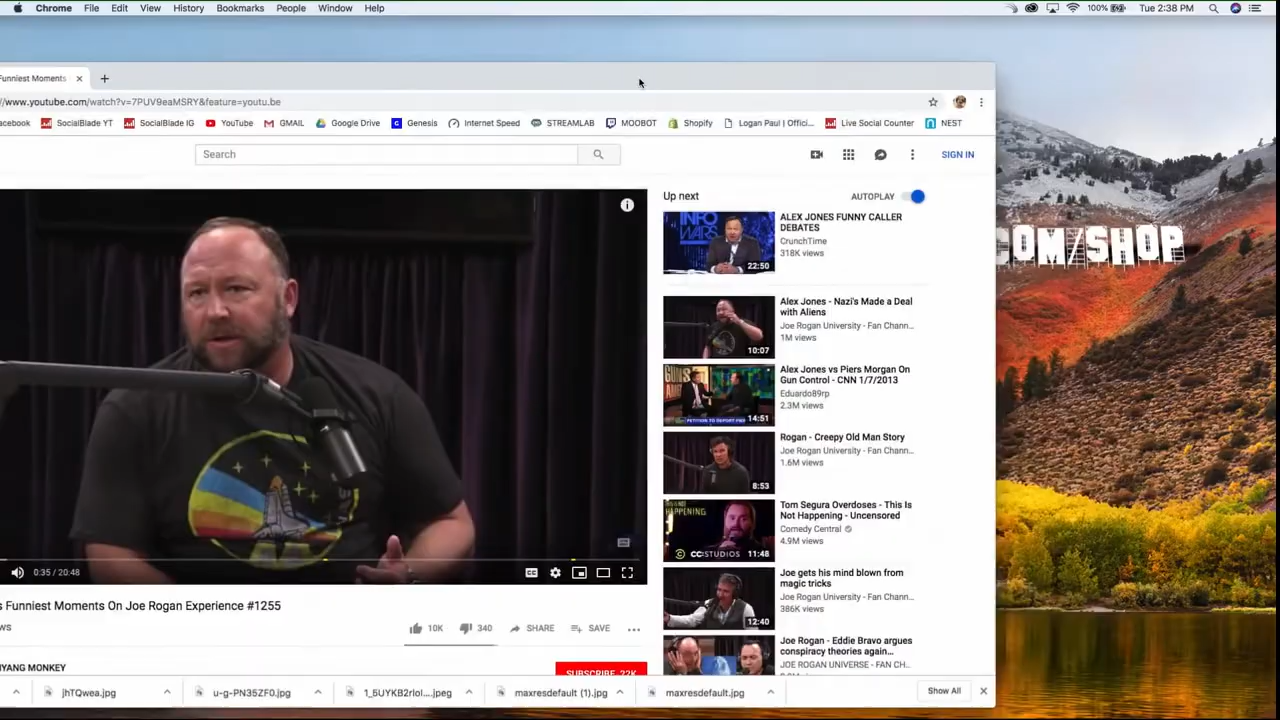 Chrome File Edit View History Bookmarks People Window Help 100% Tue 2:38 PM
Funniest Moments
//www.youtube.com/watch?v=7PUV9eaMSRY&feature=youtu.be
acebook SocialBlade YT SocialBlade IG YouTube GMAIL Google Drive Genesis Internet Speed STREAMLAB MOOBOT Shopify Logan Paul | Offici... Live Social Counter NEST
Search
SIGN IN
Up next AUTOPLAY
ALEX JONES FUNNY CALLER
DEBATES
CrunchTime
318K views
INFO
WARS
22:50
COM/SHOP
Alex Jones - Nazi's Made a Deal
with Aliens
Joe Rogan University - Fan Chann...
1M views
10:07
Alex Jones vs Piers Morgan On
Gun Control - CNN 1/7/2013
Eduardo89rp
2.3M views
14:51
Rogan - Creepy Old Man Story
Joe Rogan University - Fan Chann...
1.6M views
8:53
Tom Segura Overdoses - This Is
Not Happening - Uncensored
Comedy Central
4.9M views
HAPPENING
CC:STUDIOS
11:48
Joe gets his mind blown from
magic tricks
Joe Rogan University - Fan Chann...
386K views
12:40
Joe Rogan - Eddie Bravo argues
conspiracy theories again...
JOE ROGAN UNIVERSE - FAN CH...
0:35 / 20:48
CC
s Funniest Moments On Joe Rogan Experience #1255
ws
10K 340 SHARE SAVE
YANG MONKEY
SUBSCRIBE 22K
jhTQwea.jpg u-g-PN35ZF0.jpg 1_5UYKB2rlol....jpeg maxresdefault (1).jpg maxresdefault.jpg Show All